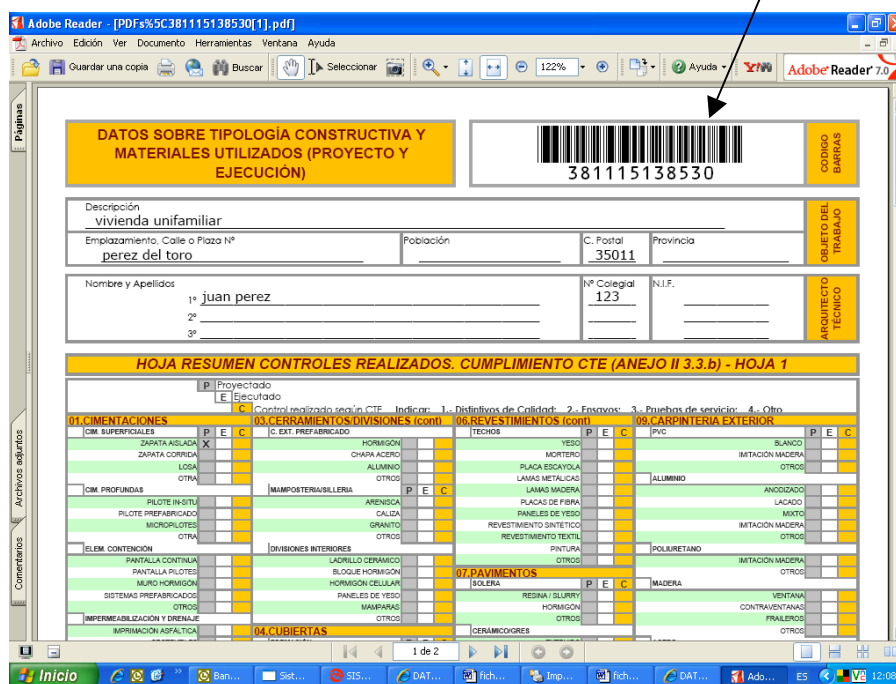 Adobe Reader - [PDFs%5C381115138530[1].pdf]
Archivo Edición Ver Documento Herramientas Ventana Ayuda
Guardar una copia Buscar Seleccionar 122% Ayuda Y! Adobe Reader 7.0
Páginas
Archivos adjuntos
Comentarios
DATOS SOBRE TIPOLOGÍA CONSTRUCTIVA Y
MATERIALES UTILIZADOS (PROYECTO Y
EJECUCIÓN)
381115138530
CODIGO
BARRAS
Descripción
vivienda unifamiliar
Emplazamiento, Calle o Plaza Nº Población C. Postal Provincia
perez del toro 35011
OBJETO DEL
TRABAJO
Nombre y Apellidos Nº Colegial N.I.F.
1º juan perez 123
2º
3º
ARQUITECTO
TÉCNICO
HOJA RESUMEN CONTROLES REALIZADOS. CUMPLIMIENTO CTE (ANEJO II 3.3.b) - HOJA 1
P Proyectado
E Ejecutado
C Control realizado según CTE Indicar: 1.- Distintivos de Calidad: 2.- Ensayos: 3.- Pruebas de servicio: 4.- Otro
01.CIMENTACIONES
CIM. SUPERFICIALES P E C
ZAPATA AISLADA X
ZAPATA CORRIDA
LOSA
OTRA
CIM. PROFUNDAS
PILOTE IN-SITU
PILOTE PREFABRICADO
MICROPILOTES
OTRA
ELEM. CONTENCIÓN
PANTALLA CONTINUA
PANTALLA PILOTES
MURO HORMIGÓN
SISTEMAS PREFABRICADOS
OTROS
IMPERMEABILIZACIÓN Y DRENAJE
IMPRIMACIÓN ASFÁLTICA
03.CERRAMIENTOS/DIVISIONES (cont)
C. EXT. PREFABRICADO
HORMIGÓN
CHAPA ACERO
ALUMINIO
OTROS
MAMPOSTERIA/SILLERIA P E C
ARENISCA
CALIZA
GRANITO
OTROS
DIVISIONES INTERIORES
LADRILLO CERÁMICO
BLOQUE HORMIGÓN
HORMIGÓN CELULAR
PANELES DE YESO
MAMPARAS
OTROS
04.CUBIERTAS
06.REVESTIMIENTOS (cont)
TECHOS P E C
YESO
MORTERO
PLACA ESCAYOLA
LAMAS METÁLICAS
LAMAS MADERA
PLACAS DE FIBRA
PANELES DE YESO
REVESTIMIENTO SINTÉTICO
REVESTIMIENTO TEXTIL
PINTURA
OTROS
07.PAVIMENTOS
SOLERA P E C
RESINA / SLURRY
HORMIGÓN
OTROS
CERÁMICO/GRES
09.CARPINTERIA EXTERIOR
PVC P E C
BLANCO
IMITACIÓN MADERA
OTROS
ALUMINIO
ANODIZADO
LACADO
MIXTO
IMITACIÓN MADERA
OTROS
POLIURETANO
IMITACIÓN MADERA
OTROS
MADERA
VENTANA
CONTRAVENTANAS
FRAILEROS
OTROS
1 de 2
Inicio Ban... Sist... SIS... DAT... fich... Imp... fich... DAT... Ado... ES 12:03